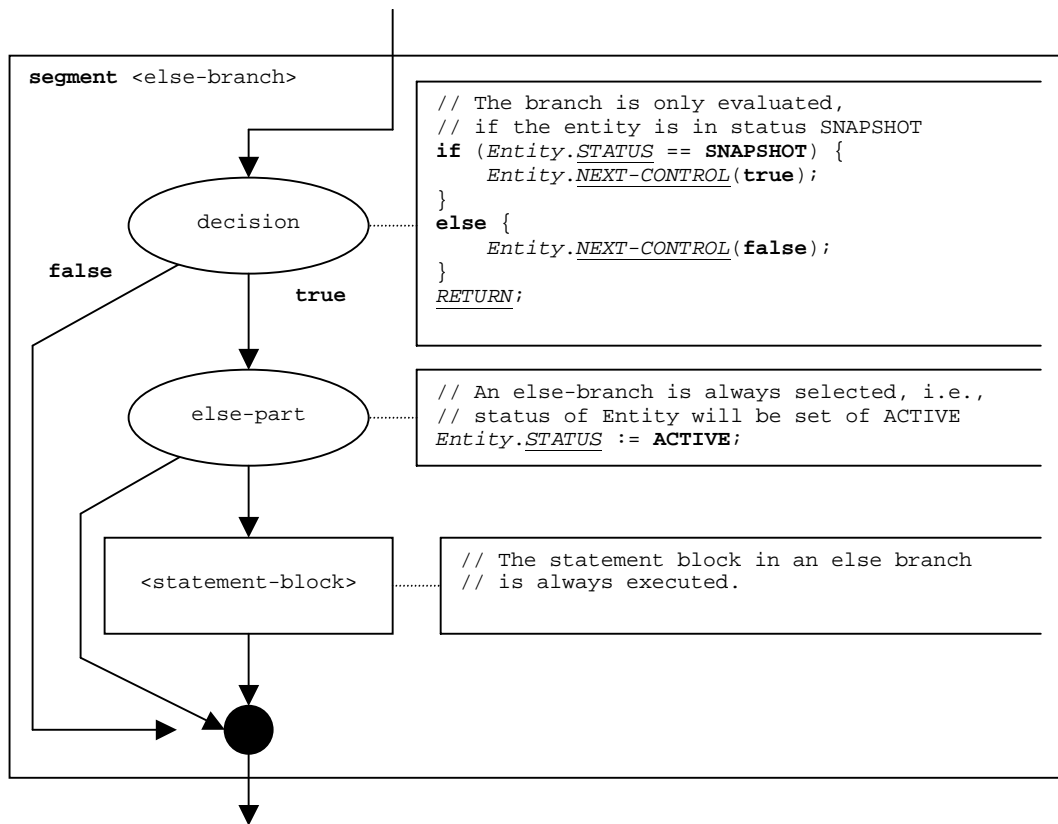 segment <else-branch>
// The branch is only evaluated,
// if the entity is in status SNAPSHOT
if (Entity.STATUS == SNAPSHOT) {
Entity.NEXT-CONTROL(true);
}
else {
Entity.NEXT-CONTROL(false);
}
RETURN;
decision
false
true
else-part
// An else-branch is always selected, i.e.,
// status of Entity will be set of ACTIVE
Entity.STATUS := ACTIVE;
<statement-block>
// The statement block in an else branch
// is always executed.